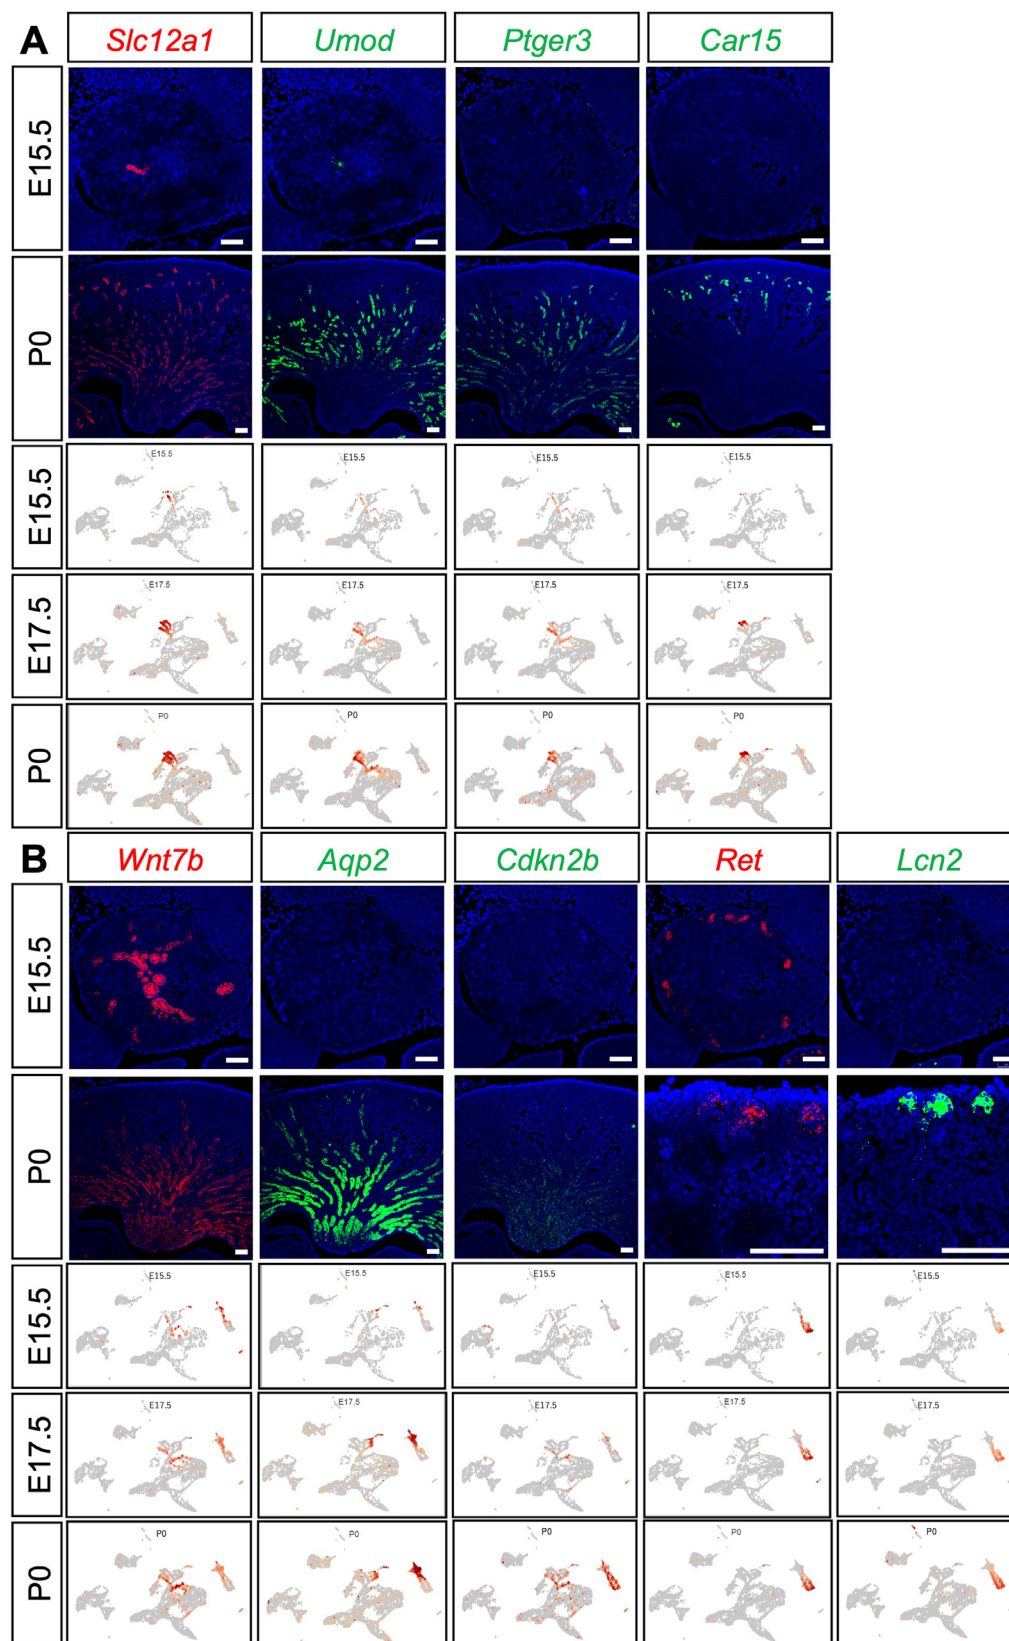 A Slc12a1 Umod Ptger3 Car15
E15.5
P0
E15.5
E15.5 E15.5 E15.5 E15.5
E17.5
E17.5 E17.5 E17.5 E17.5
P0
P0 P0 P0 P0
B Wnt7b Aqp2 Cdkn2b Ret Lcn2
E15.5
P0
E15.5
E15.5 E15.5 E15.5 E15.5 E15.5
E17.5
E17.5 E17.5 E17.5 E17.5 E17.5
P0
P0 P0 P0 P0 P0